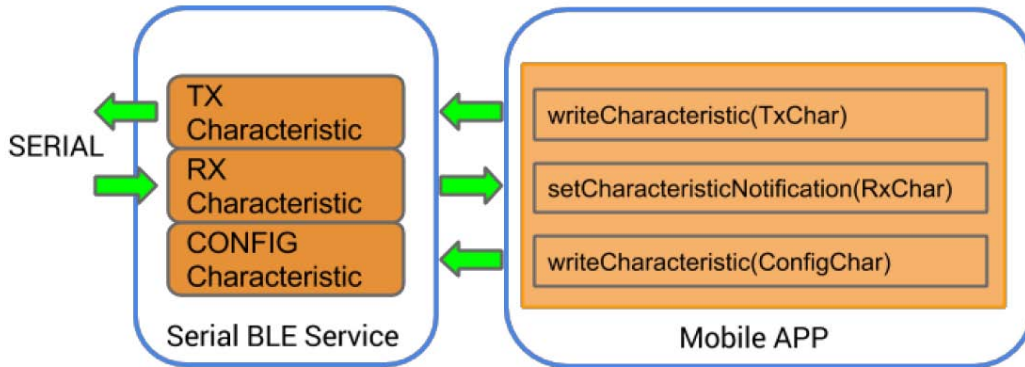 SERIAL
TX
Characteristic
RX
Characteristic
CONFIG
Characteristic
Serial BLE Service
writeCharacteristic(TxChar)
setCharacteristicNotification(RxChar)
writeCharacteristic(ConfigChar)
Mobile APP